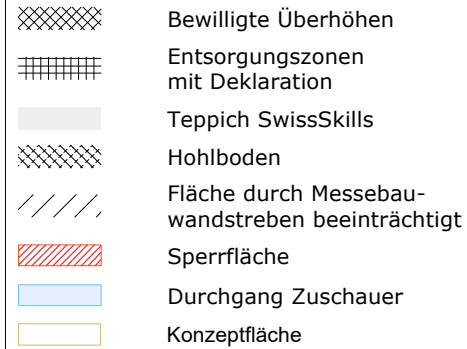 Bewilligte Überhöhen
Entsorgungszonen
mit Deklaration
Teppich SwissSkills
Hohlboden
Fläche durch Messebau-
wandstreben beeinträchtigt
Sperrfläche
Durchgang Zuschauer
Konzeptfläche